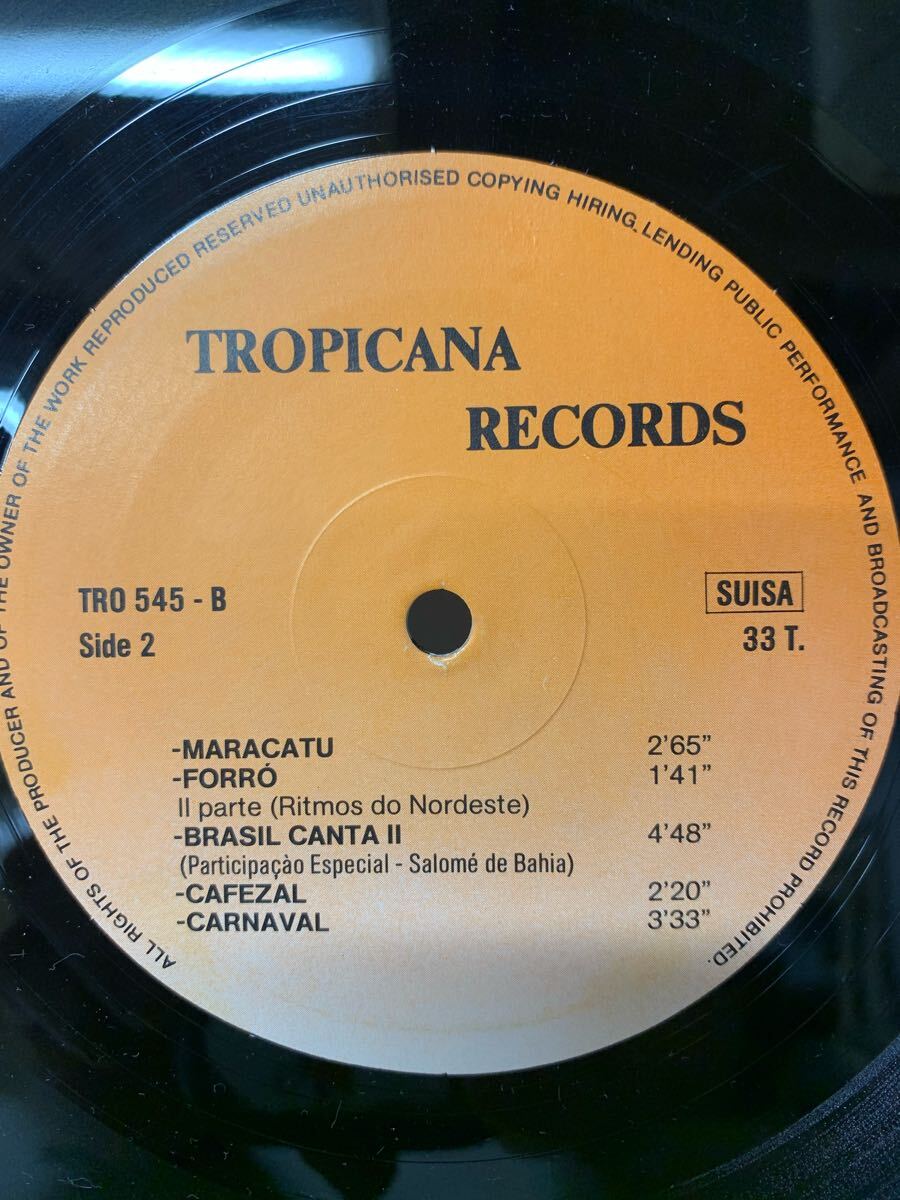 ALL RIGHTS OF THE PRODUCER AND OF THE OWNER OF THE WORK REPRODUCED RESERVED UNAUTHORISED COPYING HIRING, LENDING PUBLIC PERFORMANCE AND BROADCASTING OF THIS RECORD PROHIBITED.
TROPICANA
RECORDS
TRO 545 - B
SUISA
Side 2
33 T.
-MARACATU 2'65"
-FORRÓ 1'41"
II parte (Ritmos do Nordeste)
-BRASIL CANTA II 4'48"
(Participaçào Especial - Salomé de Bahia)
-CAFEZAL 2'20"
-CARNAVAL 3'33"